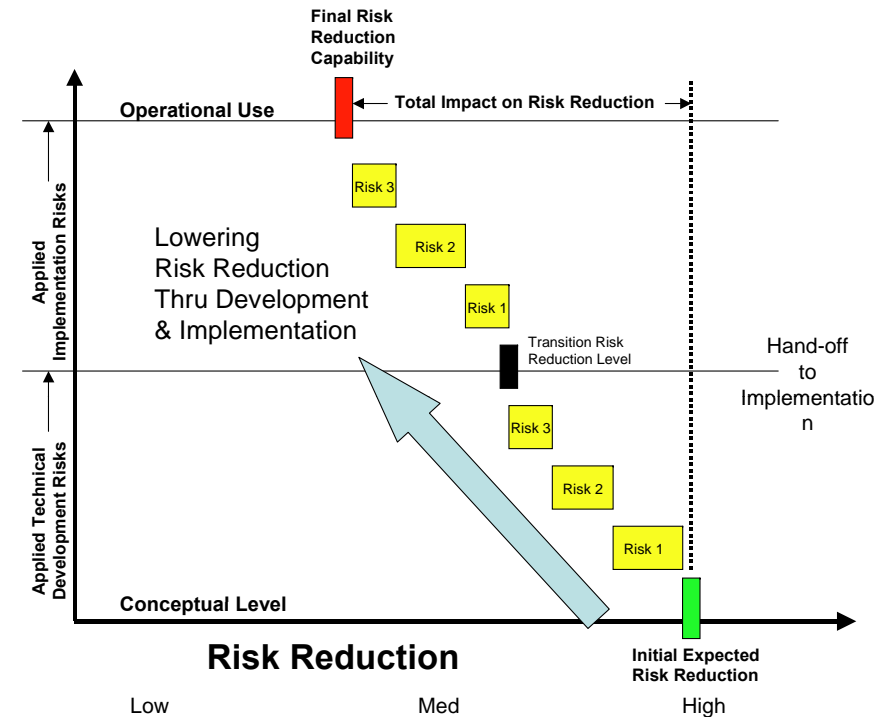 Final Risk
Reduction
Capability
Operational Use
Total Impact on Risk Reduction
Applied
Implementation Risks
Risk 3
Lowering
Risk Reduction
Thru Development
& Implementation
Risk 2
Risk 1
Transition Risk
Reduction Level
Hand-off
to
Implementatio
n
Applied Technical
Development Risks
Risk 3
Risk 2
Risk 1
Conceptual Level
Risk Reduction
Initial Expected
Risk Reduction
Low
Med
High